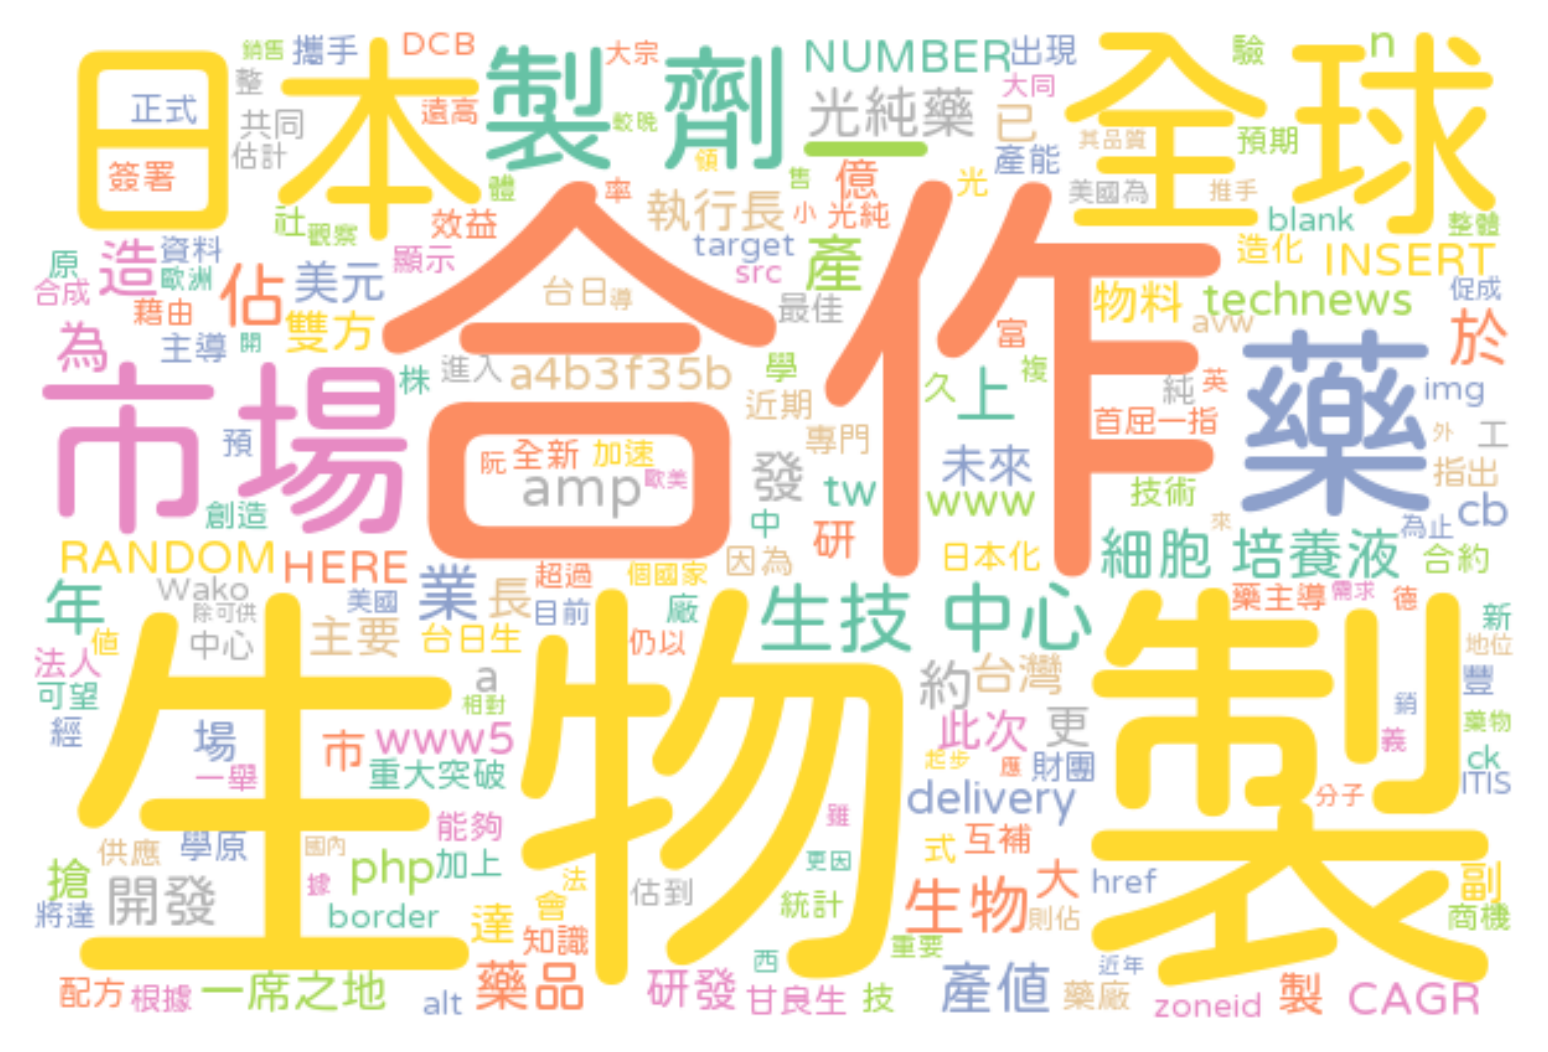 銷售 攜手 DCB 大宗 NUMBER 出現 n 驗
日本 製劑 全球
整 大同
正式 共同 遠高 較晚 光純藥 已 其品質 預期
估計 領 一 產能
簽署 體 率 售 億 光 美國為 推手
社 觀察 效益 執行長 小 光純 blank 整體
造 資料 顯示 target 產 造化 INSERT
原 歐洲 src
合成 佔 美元 台日 導 最佳 物料 technews 促成
藉由 雙方 合作 富 avw 於
為 主導 開
市場 株 進入 a4b3f35b 學 久 上 複 純 英 藥 img
近期 首屈一指 外 工
預 阮 全新 加速 專門 未來 指出
amp 歐美 發 tw www 技術 cb
創造 中 研 來 為止
RANDOM HERE 超過 個國家 因為 日本化 細胞 培養液 合約
Wako 美國 業 長 目前 廠 生技 中心 藥主導 需求 德 新
年 除可供
值 中心 主要 台日生 仍以 地位
法人 a 約 台灣 豐
可望 生物製 相對 銷 藥物
經 場 市 www5 此次 更 義
一舉 重大突破 起步 應 財團 ck ITIS
delivery 分子
能夠 雖
供應 學原 國內 式 互補
搶 據 php 加上 法 更因 大 href 副
開發 估到 生物
將達 border 達 會 統計 則佔 商機
知識 重要
西 近年
配方 根據 一席之地 alt 藥品 研發 甘良生 技 產值 藥廠 zoneid 製 CAGR